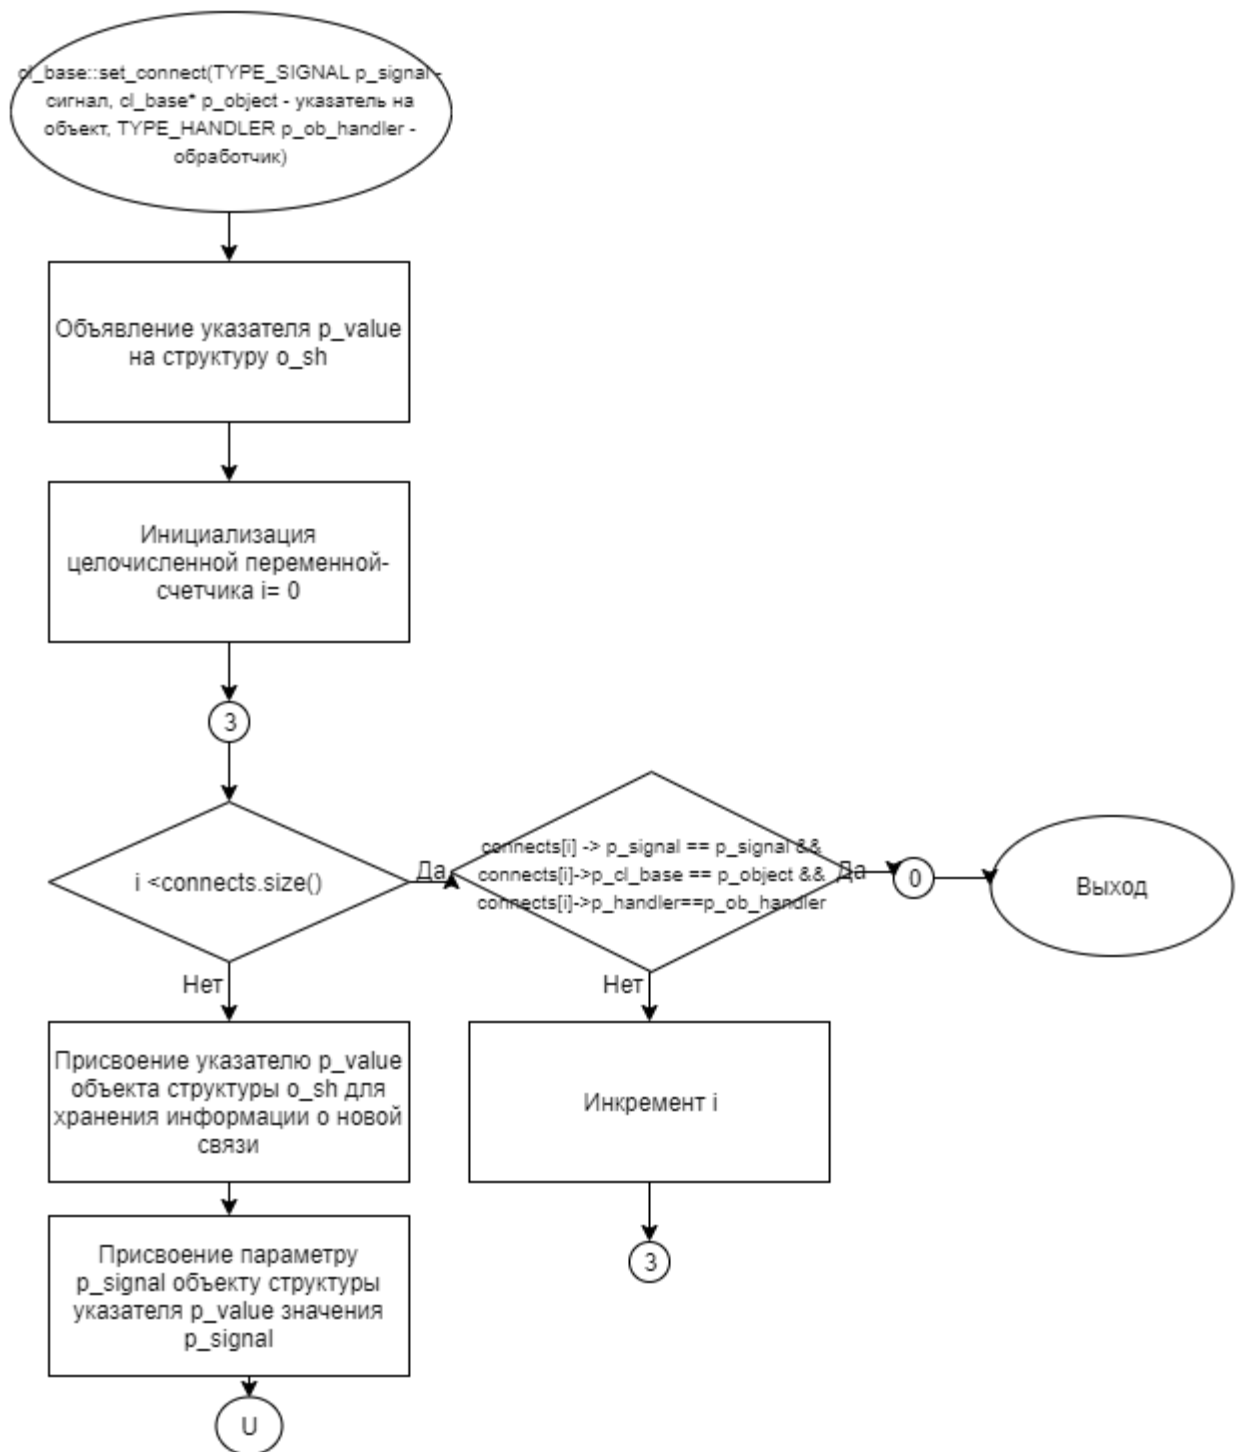 cl_base::set_connect(TYPE_SIGNAL p_signal -
сигнал, cl_base* p_object - указатель на
объект, TYPE_HANDLER p_ob_handler -
обработчик)
Объявление указателя p_value
на структуру o_sh
Инициализация
целочисленной переменной-
счетчика i= 0
3
i <connects.size()
Да
connects[i] -> p_signal == p_signal &&
connects[i]->p_cl_base == p_object &&
connects[i]->p_handler==p_ob_handler
Да
0
Выход
Нет
Нет
Присвоение указателю p_value
объекта структуры o_sh для
хранения информации о новой
связи
Инкремент i
Присвоение параметру
p_signal объекту структуры
указателя p_value значения
p_signal
3
U